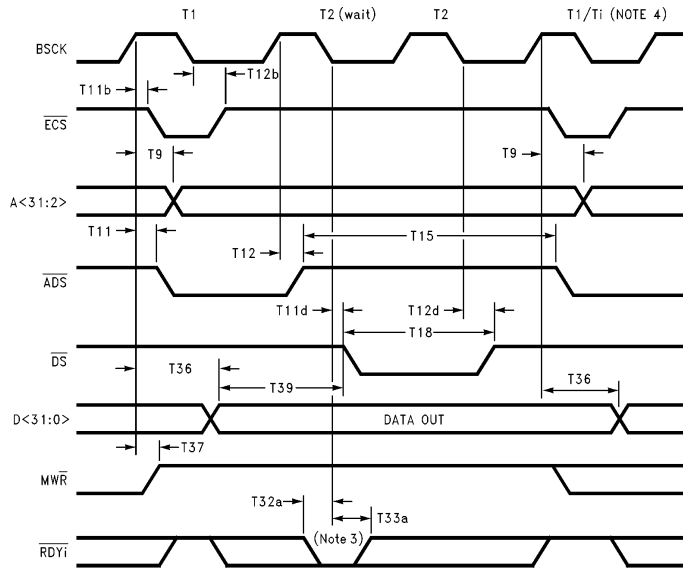 T1 T2 (wait) T2 T1/Ti (NOTE 4)
BSCK
T11b T12b
ECS
T9 T9
A<31:2>
T11 T15
T12
ADS
T11d T12d
T18
DS
T36 T39 T36
D<31:0> DATA OUT
T37
MWR
T32a (Note 3) T33a
RDYi